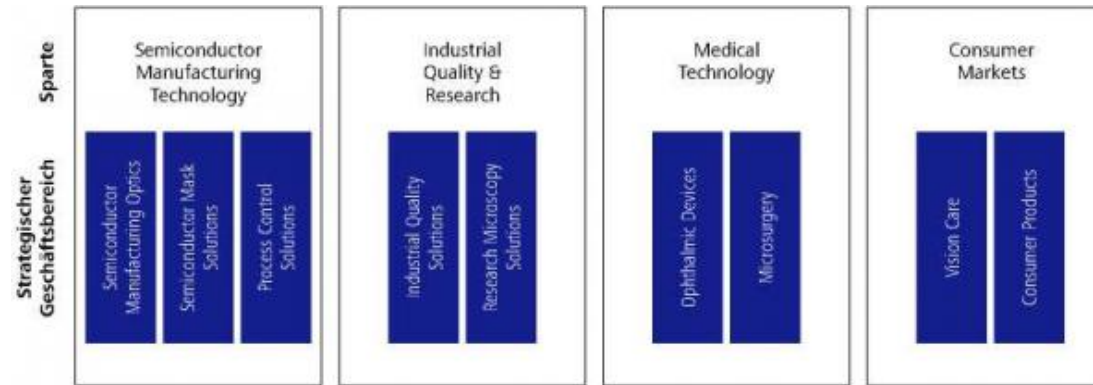 Sparte
Semiconductor
Manufacturing
Technology
Industrial
Quality &
Research
Medical
Technology
Consumer
Markets
Strategischer
Geschäftsbereich
Semiconductor
Manufacturing Optics
Semiconductor Mask
Solutions
Process Control
Solutions
Industrial Quality
Solutions
Research Microscopy
Solutions
Ophthalmic Devices
Microsurgery
Vision Care
Consumer Products